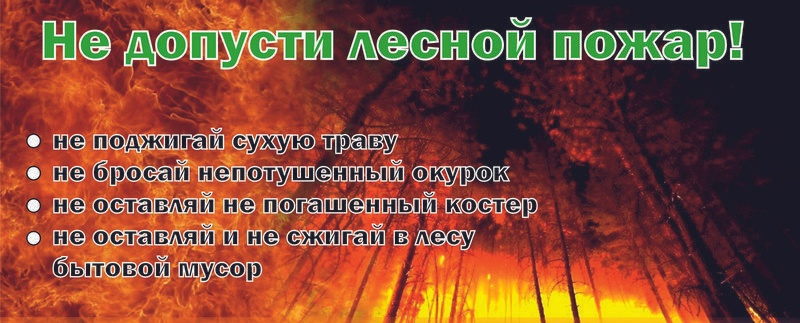 Не допусти лесной пожар!
не поджигай сухую траву
не бросай непотушенный окурок
не оставляй не погашенный костер
не оставляй и не сжигай в лесу
бытовой мусор